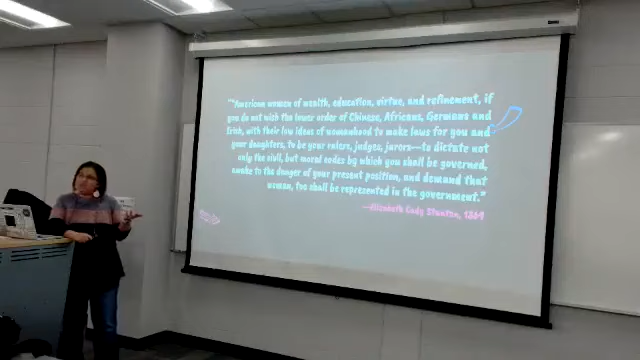 "American women of wealth, education, virtue, and refinement, if
you do not wish the lower order of Chinese, Africans, Germans and
Irish, with their low ideas of womanhood to make laws for you and
your daughters, to be your rulers, judges, jurors—to dictate not
only the civil, but moral codes by which you shall be governed,
awake to the danger of your present position, and demand that
woman, too shall be represented in the government."
—Elizabeth Cady Stanton, 1869